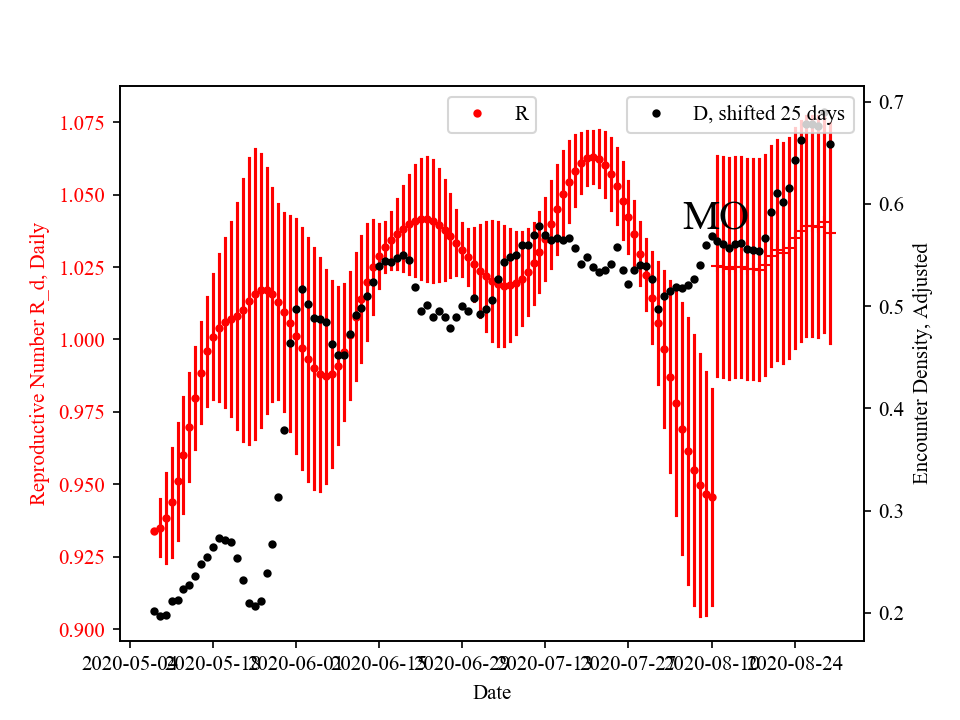 R
D, shifted 25 days
MO
Reproductive Number R_d, Daily
1.075
1.050
1.025
1.000
0.975
0.950
0.925
0.900
0.7
0.6
0.5
0.4
0.3
0.2
Encounter Density, Adjusted
2020-05-04 2020-05-18 2020-06-01 2020-06-15 2020-06-29 2020-07-13 2020-07-27 2020-08-10 2020-08-24
Date